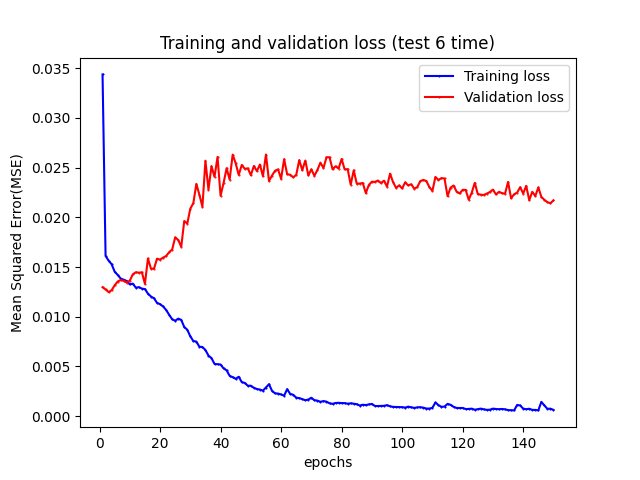 Training and validation loss (test 6 time)
Training loss
Validation loss
Mean Squared Error(MSE)
0.035
0.030
0.025
0.020
0.015
0.010
0.005
0.000
0 20 40 60 80 100 120 140
epochs